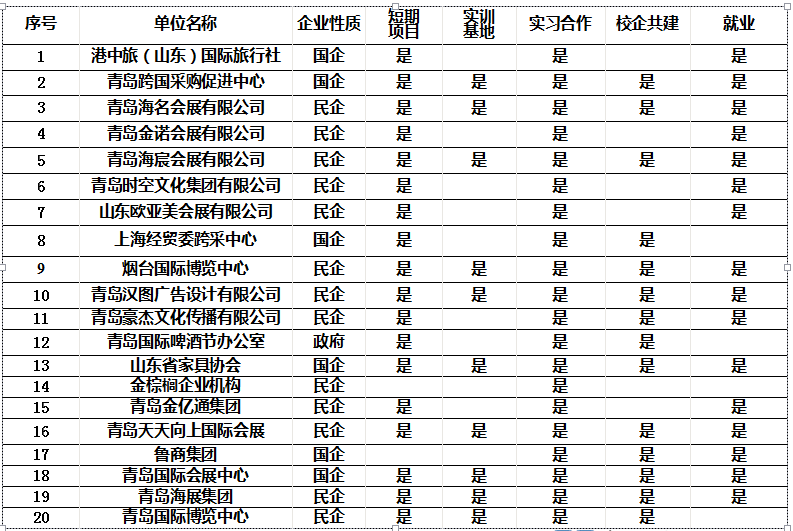 序号 单位名称 企业性质 短期项目 实训基地 实习合作 校企共建 就业
1 港中旅（山东）国际旅行社 国企 是 是 是
2 青岛跨国采购促进中心 国企 是 是 是 是 是
3 青岛海名会展有限公司 民企 是 是 是 是 是
4 青岛金诺会展有限公司 民企 是 是 是
5 青岛海宸会展有限公司 民企 是 是 是 是 是
6 青岛时空文化集团有限公司 民企 是 是 是
7 山东欧亚美会展有限公司 民企 是 是 是
8 上海经贸委跨采中心 国企 是 是 是
9 烟台国际博览中心 民企 是 是 是 是 是
10 青岛汉图广告设计有限公司 民企 是 是 是 是 是
11 青岛豪杰文化传播有限公司 民企 是 是 是 是
12 青岛国际啤酒节办公室 政府 是 是 是
13 山东省家具协会 国企 是 是 是 是 是
14 金棕榈企业机构 民企 是
15 青岛金亿通集团 民企 是 是 是
16 青岛天天向上国际会展 民企 是 是 是 是 是
17 鲁商集团 国企 是 是 是
18 青岛国际会展中心 国企 是 是 是 是 是
19 青岛海展集团 民企 是 是 是 是 是
20 青岛国际博览中心 民企 是 是 是 是